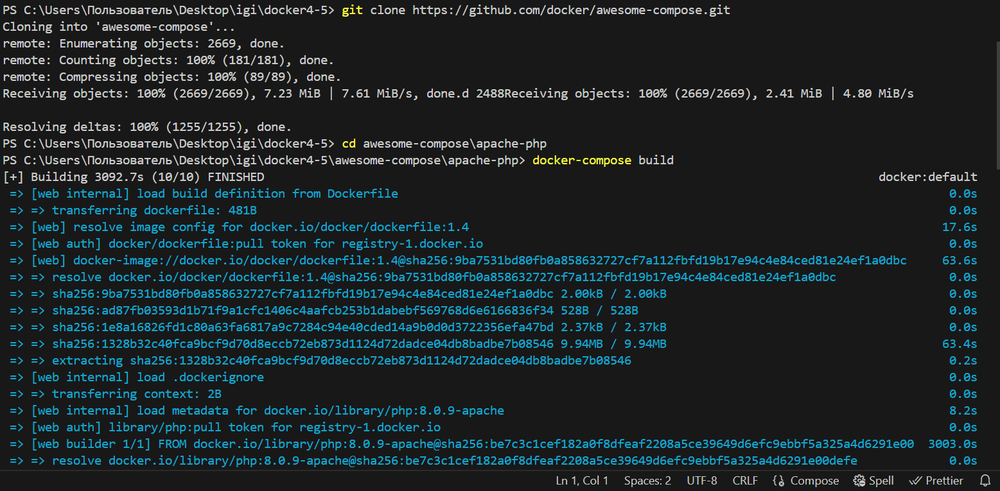 PS C:\Users\Пользователь\Desktop\igi\docker4-5> git clone https://github.com/docker/awesome-compose.git
Cloning into 'awesome-compose'...
remote: Enumerating objects: 2669, done.
remote: Counting objects: 100% (181/181), done.
remote: Compressing objects: 100% (89/89), done.
Receiving objects: 100% (2669/2669), 7.23 MiB | 7.61 MiB/s, done.d 2488Receiving objects: 100% (2669/2669), 2.41 MiB | 4.80 MiB/s
Resolving deltas: 100% (1255/1255), done.
PS C:\Users\Пользователь\Desktop\igi\docker4-5> cd awesome-compose\apache-php
PS C:\Users\Пользователь\Desktop\igi\docker4-5\awesome-compose\apache-php> docker-compose build
[+] Building 3092.7s (10/10) FINISHED docker:default
=> [web internal] load build definition from Dockerfile 0.0s
=> => transferring dockerfile: 481B 0.0s
=> [web] resolve image config for docker.io/docker/dockerfile:1.4 17.6s
=> [web auth] docker/dockerfile:pull token for registry-1.docker.io 0.0s
=> [web] docker-image://docker.io/docker/dockerfile:1.4@sha256:9ba7531bd80fb0a858632727cf7a112fbfd19b17e94c4e84ced81e24ef1a0dbc 63.6s
=> => resolve docker.io/docker/dockerfile:1.4@sha256:9ba7531bd80fb0a858632727cf7a112fbfd19b17e94c4e84ced81e24ef1a0dbc 0.0s
=> => sha256:9ba7531bd80fb0a858632727cf7a112fbfd19b17e94c4e84ced81e24ef1a0dbc 2.00kB / 2.00kB 0.0s
=> => sha256:ad87fb03593d1b71f9a1cfc1406c4aafcb253b1dabebf569768d6e6166836f34 528B / 528B 0.0s
=> => sha256:1e8a16826fd1c80a63fa6817a9c7284c94e40cded14a9b0d0d3722356efa47bd 2.37kB / 2.37kB 0.0s
=> => sha256:1328b32c40fca9bcf9d70d8eccb72eb873d1124d72dadce04db8badbe7b08546 9.94MB / 9.94MB 63.4s
=> => extracting sha256:1328b32c40fca9bcf9d70d8eccb72eb873d1124d72dadce04db8badbe7b08546 0.2s
=> [web internal] load .dockerignore 0.0s
=> => transferring context: 2B 0.0s
=> [web internal] load metadata for docker.io/library/php:8.0.9-apache 8.2s
=> [web auth] library/php:pull token for registry-1.docker.io 0.0s
=> [web builder 1/1] FROM docker.io/library/php:8.0.9-apache@sha256:be7c3c1cef182a0f8dfeaf2208a5ce39649d6efc9ebbf5a325a4d6291e00 3003.0s
=> => resolve docker.io/library/php:8.0.9-apache@sha256:be7c3c1cef182a0f8dfeaf2208a5ce39649d6efc9ebbf5a325a4d6291e00defe 0.0s
Ln 1, Col 1 Spaces: 2 UTF-8 CRLF Compose Spell Prettier